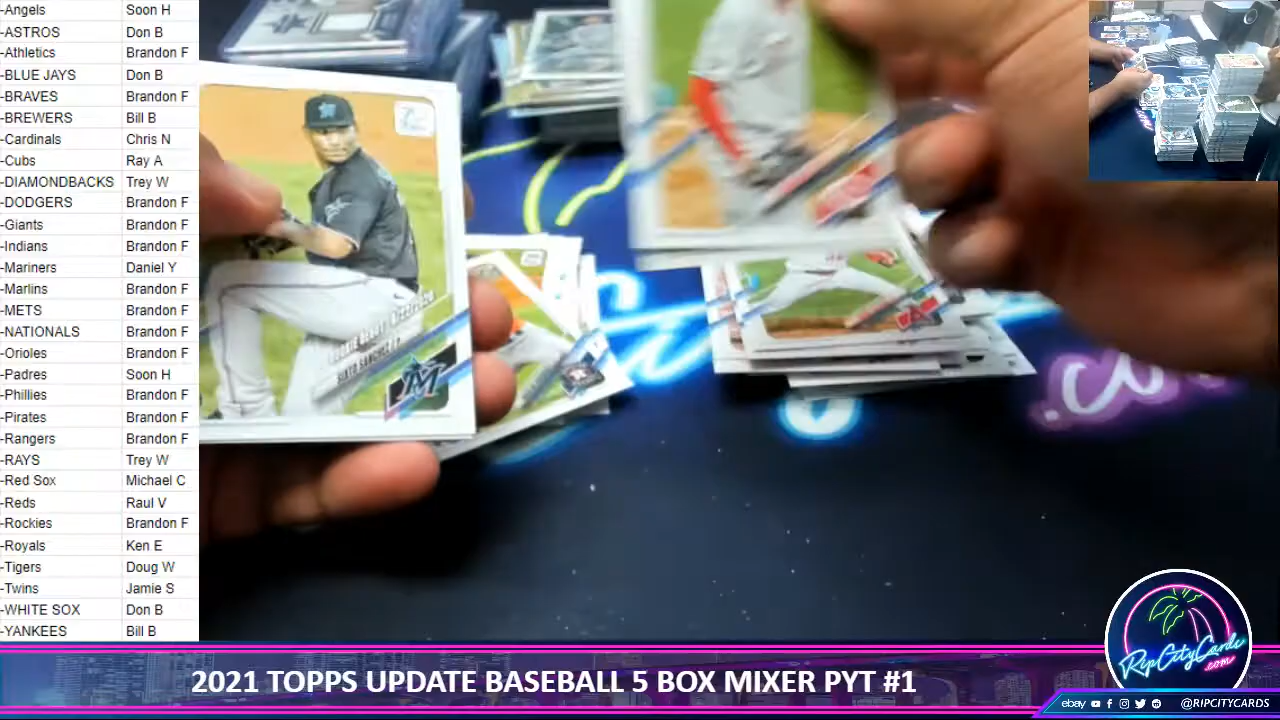 -Angels Soon H
-ASTROS Don B
-Athletics Brandon F
-BLUE JAYS Don B
-BRAVES Brandon F
-BREWERS Bill B
-Cardinals Chris N
-Cubs Ray A
-DIAMONDBACKS Trey W
-DODGERS Brandon F
-Giants Brandon F
-Indians Brandon F
-Mariners Daniel Y
-Marlins Brandon F
-METS Brandon F
-NATIONALS Brandon F
-Orioles Brandon F
-Padres Soon H
-Phillies Brandon F
-Pirates Brandon F
-Rangers Brandon F
-RAYS Trey W
-Red Sox Michael C
-Reds Raul V
-Rockies Brandon F
-Royals Ken E
-Tigers Doug W
-Twins Jamie S
-WHITE SOX Don B
-YANKEES Bill B
M
RipCityCards
.com
2021 TOPPS UPDATE BASEBALL 5 BOX MIXER PYT #1
ebay @RIPCITYCARDS